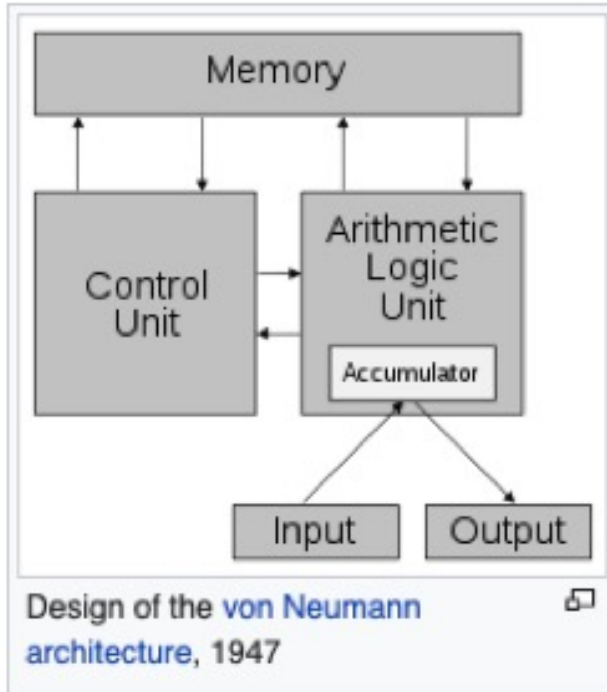 Memory
Control
Unit
Arithmetic
Logic
Unit
Accumulator
Input
Output
Design of the von Neumann
architecture, 1947